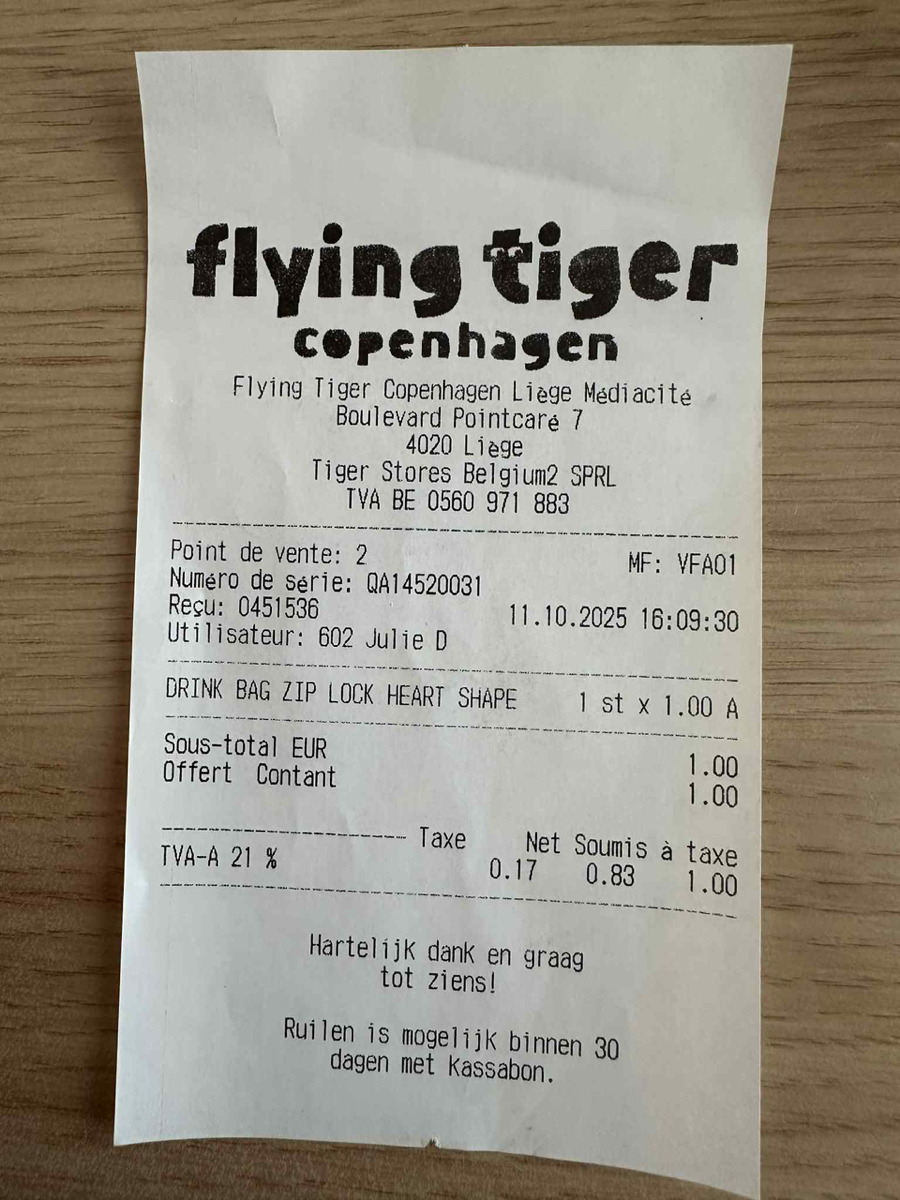 flying tiger
copenhagen
Flying Tiger Copenhagen Liège Médiacité
Boulevard Pointcaré 7
4020 Liège
Tiger Stores Belgium2 SPRL
TVA BE 0560 971 883
Point de vente: 2 MF: VFA01
Numéro de série: QA14520031
Reçu: 0451536 11.10.2025 16:09:30
Utilisateur: 602 Julie D
DRINK BAG ZIP LOCK HEART SHAPE 1 st x 1.00 A
Sous-total EUR 1.00
Offert Contant 1.00
Taxe Net Soumis à taxe
TVA-A 21 % 0.17 0.83 1.00
Hartelijk dank en graag
tot ziens!
Ruilen is mogelijk binnen 30
dagen met kassabon.